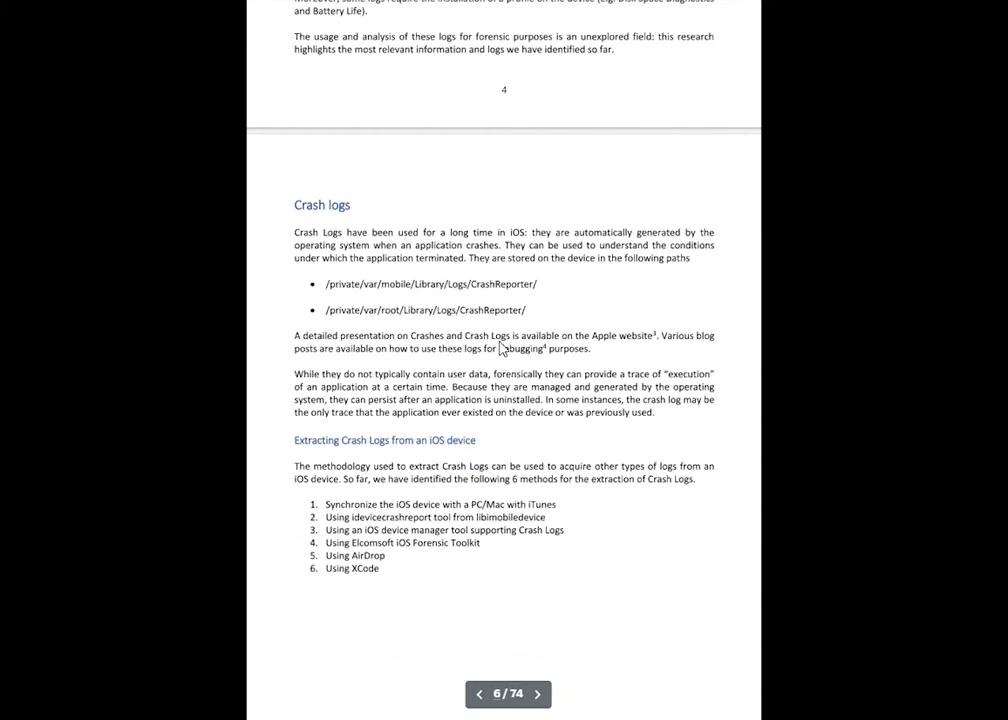 and Battery Life).
The usage and analysis of these logs for forensic purposes is an unexplored field: this research
highlights the most relevant information and logs we have identified so far.
4
Crash logs
Crash Logs have been used for a long time in iOS: they are automatically generated by the
operating system when an application crashes. They can be used to understand the conditions
under which the application terminated. They are stored on the device in the following paths
• /private/var/mobile/Library/Logs/CrashReporter/
• /private/var/root/Library/Logs/CrashReporter/
A detailed presentation on Crashes and Crash Logs is available on the Apple website³. Various blog
posts are available on how to use these logs for debugging⁴ purposes.
While they do not typically contain user data, forensically they can provide a trace of “execution”
of an application at a certain time. Because they are managed and generated by the operating
system, they can persist after an application is uninstalled. In some instances, the crash log may be
the only trace that the application ever existed on the device or was previously used.
Extracting Crash Logs from an iOS device
The methodology used to extract Crash Logs can be used to acquire other types of logs from an
iOS device. So far, we have identified the following 6 methods for the extraction of Crash Logs.
1. Synchronize the iOS device with a PC/Mac with iTunes
2. Using idevicecrashreport tool from libimobiledevice
3. Using an iOS device manager tool supporting Crash Logs
4. Using Elcomsoft iOS Forensic Toolkit
5. Using AirDrop
6. Using XCode
6 / 74